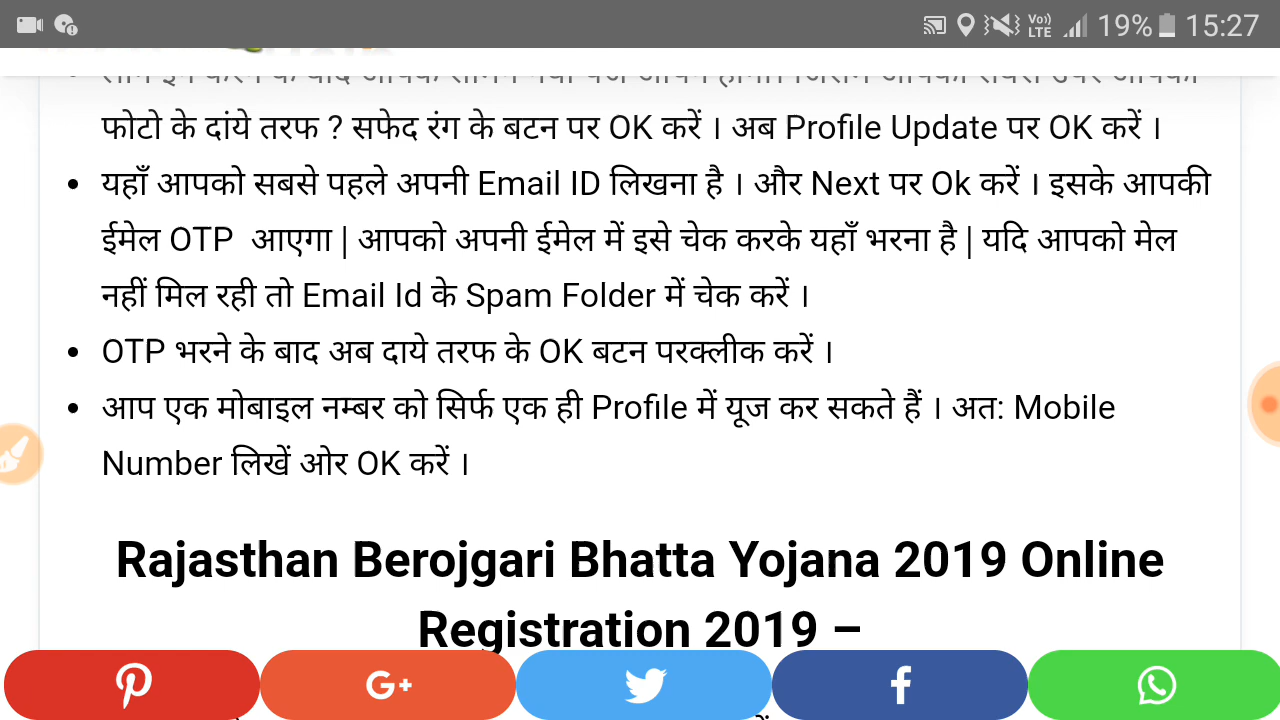 Vo)) LTE 19% 15:27
फोटो के दांये तरफ ? सफेद रंग के बटन पर OK करें । अब Profile Update पर OK करें ।
• यहाँ आपको सबसे पहले अपनी Email ID लिखना है । और Next पर Ok करें । इसके आपकी
ईमेल OTP आएगा | आपको अपनी ईमेल में इसे चेक करके यहाँ भरना है | यदि आपको मेल
नहीं मिल रही तो Email Id के Spam Folder में चेक करें ।
• OTP भरने के बाद अब दाये तरफ के OK बटन परक्लीक करें ।
• आप एक मोबाइल नम्बर को सिर्फ एक ही Profile में यूज कर सकते हैं । अत: Mobile
Number लिखें ओर OK करें ।
Rajasthan Berojgari Bhatta Yojana 2019 Online
Registration 2019 –
G+